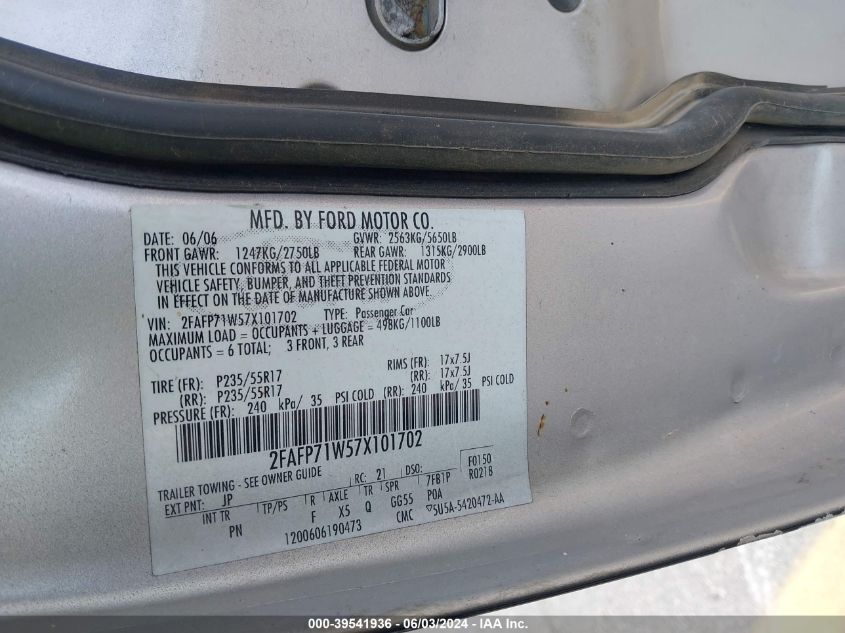 MFD. BY FORD MOTOR CO.
DATE: 06/06 GVWR: 2563KG/5650LB
FRONT GAWR: 1247KG/2750LB REAR GAWR: 1315KG/2900LB
THIS VEHICLE CONFORMS TO ALL APPLICABLE FEDERAL MOTOR
VEHICLE SAFETY, BUMPER, AND THEFT PREVENTION STANDARDS
IN EFFECT ON THE DATE OF MANUFACTURE SHOWN ABOVE.
VIN: 2FAFP71W57X101702 TYPE: Passenger Car
MAXIMUM LOAD = OCCUPANTS + LUGGAGE = 498KG/1100LB
OCCUPANTS = 6 TOTAL; 3 FRONT, 3 REAR
TIRE (FR): P235/55R17 RIMS (FR): 17x7.5J
(RR): P235/55R17 (RR): 17x7.5J
PRESSURE (FR): 240 kPa/ 35 PSI COLD (RR): 240 kPa/ 35 PSI COLD
2FAFP71W57X101702
TRAILER TOWING - SEE OWNER GUIDE RC: 21 DSO: F0150
EXT PNT: JP R021B
INT TR TP/PS R AXLE TR SPR 7FB1P
PN F X5 Q GG55 POA
1200606190473 CMC ▽5U5A-5420472-AA
000-39541936 - 06/03/2024 - IAA Inc.